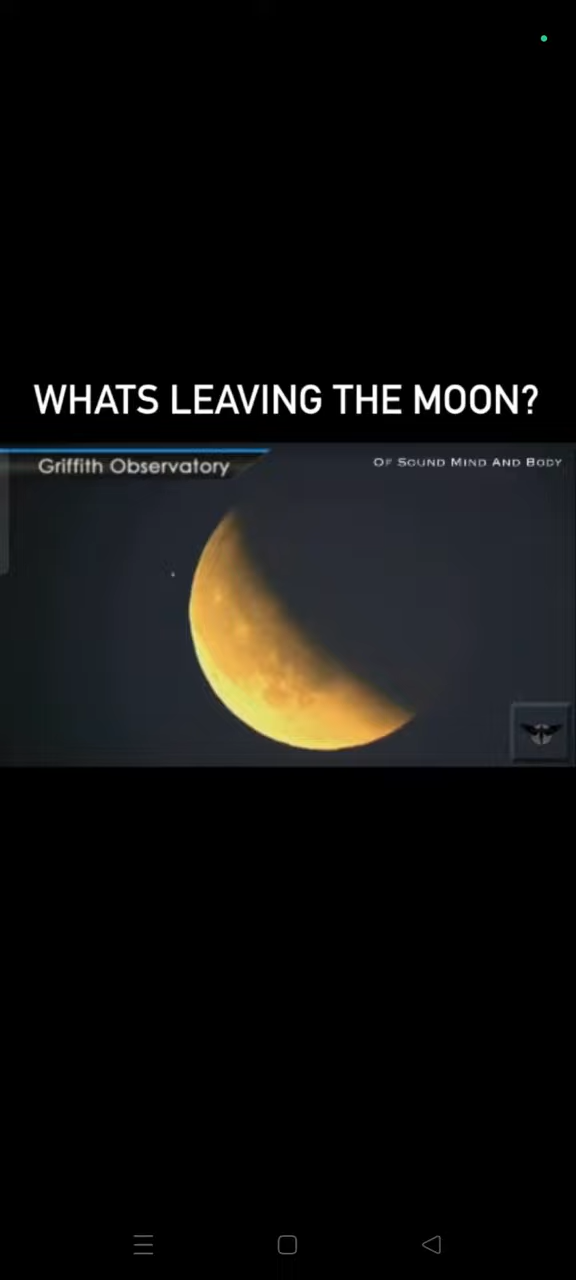 WHATS LEAVING THE MOON?
Griffith Observatory
OF SOUND MIND AND BODY